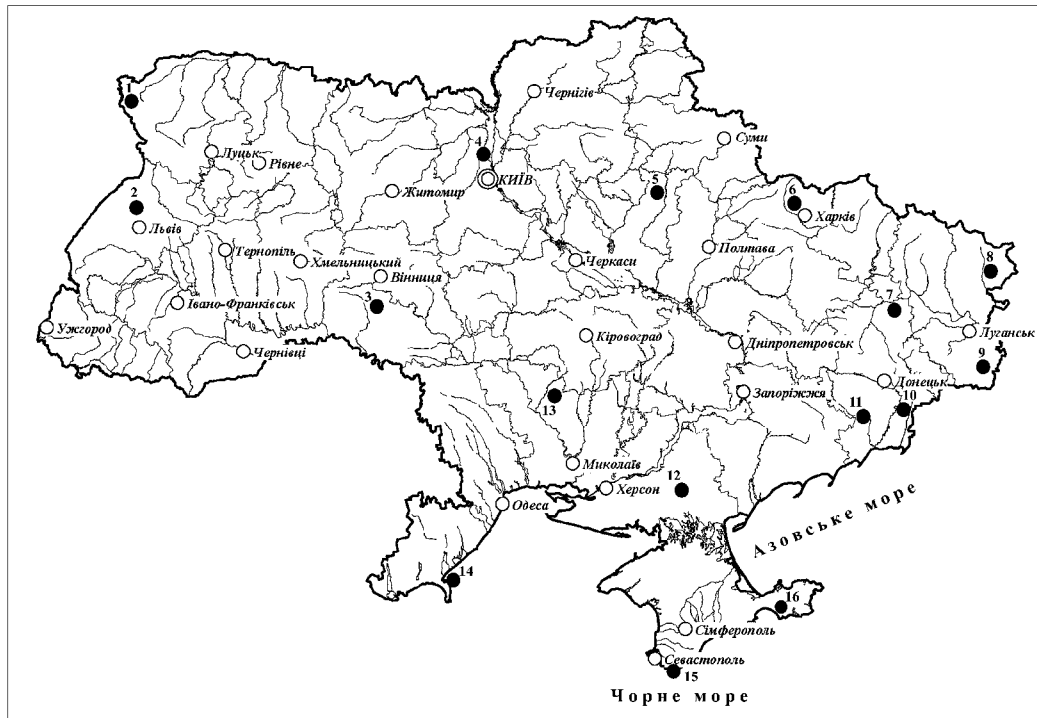 1
Чернігів
Суми
Луцьк
Рівне
4
КИЇВ
Житомир
5
6
Харків
2
Львів
Тернопіль
Хмельницький
Вінниця
Черкаси
Полтава
8
3
7
Івано-Франківськ
Ужгород
Чернівці
Кіровоград
Дніпропетровськ
Луганськ
9
Донецьк
10
Запоріжжя
11
13
Миколаїв
Херсон
12
Одеса
Азовське море
14
16
Сімферополь
Севастополь
15
Чорне море